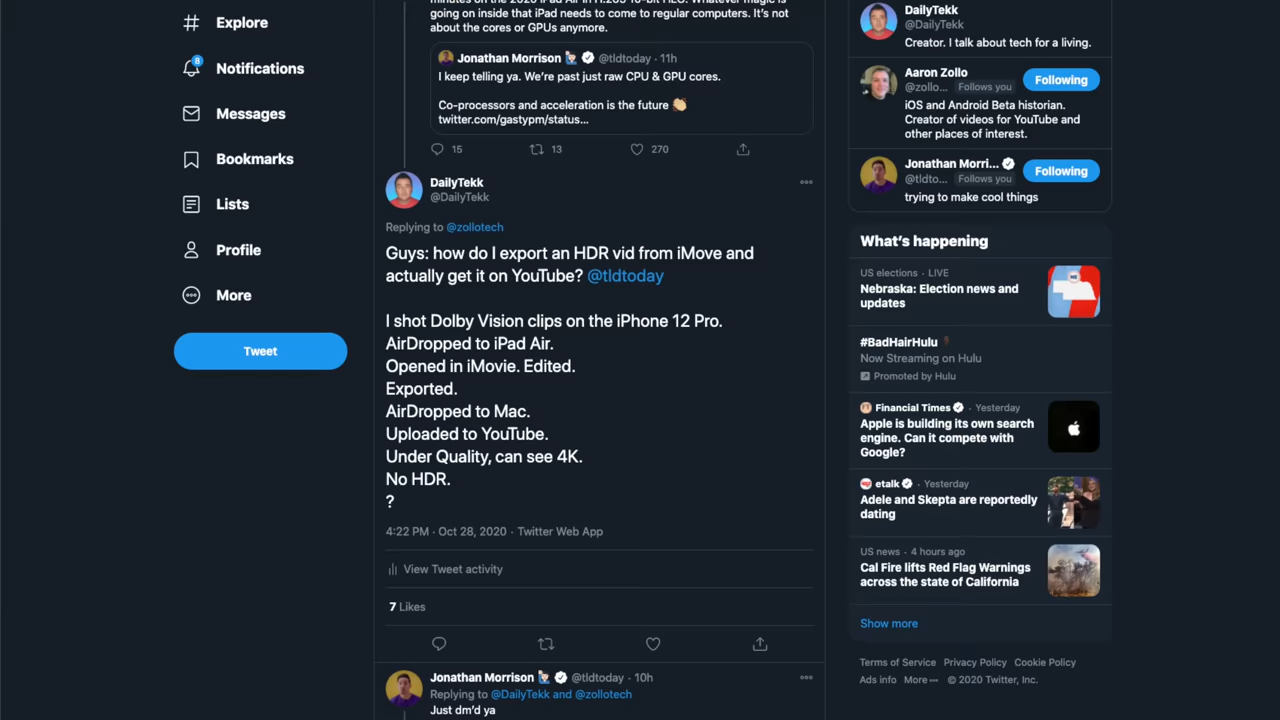 Explore
Notifications
8
Messages
Bookmarks
Lists
Profile
More
Tweet
minutes on the 2020 iPad Air in H.265 10-bit HLG. Whatever magic is
going on inside that iPad needs to come to regular computers. It's not
about the cores or GPUs anymore.
Jonathan Morrison @tldtoday · 11h
I keep telling ya. We're past just raw CPU & GPU cores.
Co-processors and acceleration is the future 👏🏼
twitter.com/gastypm/status...
15
13
270
DailyTekk
@DailyTekk
Replying to @zollotech
Guys: how do I export an HDR vid from iMove and
actually get it on YouTube? @tldtoday
I shot Dolby Vision clips on the iPhone 12 Pro.
AirDropped to iPad Air.
Opened in iMovie. Edited.
Exported.
AirDropped to Mac.
Uploaded to YouTube.
Under Quality, can see 4K.
No HDR.
?
4:22 PM · Oct 28, 2020 · Twitter Web App
View Tweet activity
7 Likes
Jonathan Morrison @tldtoday · 10h
Replying to @DailyTekk and @zollotech
Just dm'd ya
DailyTekk
@DailyTekk
Creator. I talk about tech for a living.
Aaron Zollo
@zollo... Follows you
Following
iOS and Android Beta historian.
Creator of videos for YouTube and
other places of interest.
Jonathan Morri...
@tldto... Follows you
Following
trying to make cool things
What's happening
US elections · LIVE
Nebraska: Election news and
updates
#BadHairHulu
Now Streaming on Hulu
Promoted by Hulu
Financial Times · Yesterday
Apple is building its own search
engine. Can it compete with
Google?
etalk · Yesterday
Adele and Skepta are reportedly
dating
US news · 4 hours ago
Cal Fire lifts Red Flag Warnings
across the state of California
Show more
Terms of Service Privacy Policy Cookie Policy
Ads info More··· © 2020 Twitter, Inc.